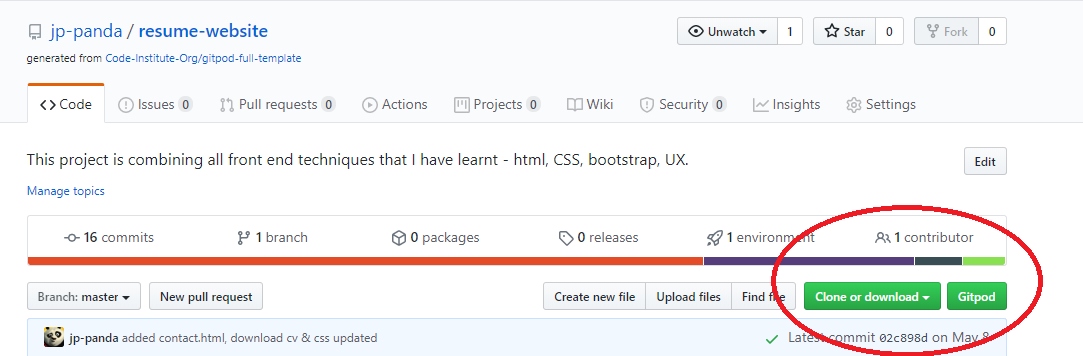 jp-panda / resume-website Unwatch 1 Star 0 Fork 0
generated from Code-Institute-Org/gitpod-full-template
Code Issues 0 Pull requests 0 Actions Projects 0 Wiki Security 0 Insights Settings
This project is combining all front end techniques that I have learnt - html, CSS, bootstrap, UX. Edit
Manage topics
16 commits 1 branch 0 packages 0 releases 1 environment 1 contributor
Branch: master New pull request Create new file Upload files Find file Clone or download Gitpod
jp-panda added contact.html, download cv & css updated Latest commit 02c898d on May 8